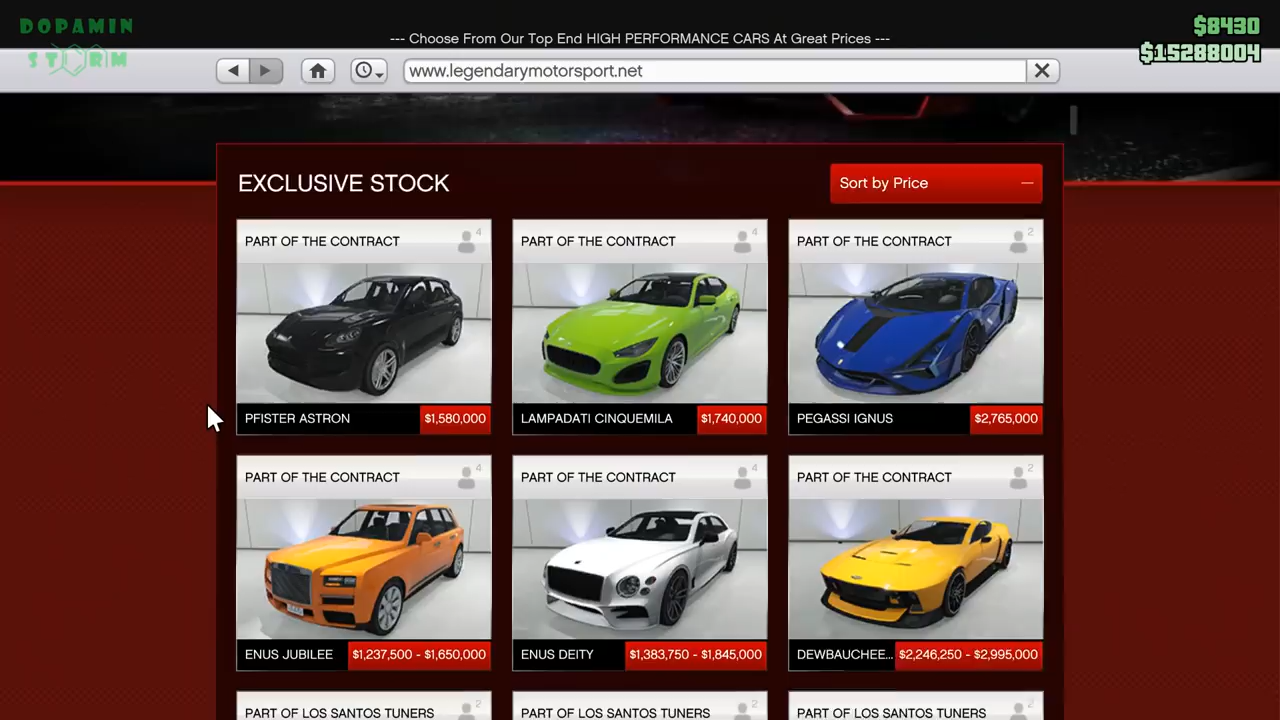 DOPAMIN
ST RM
$8430
$15288004
--- Choose From Our Top End HIGH PERFORMANCE CARS At Great Prices ---
www.legendarymotorsport.net
EXCLUSIVE STOCK
Sort by Price
PART OF THE CONTRACT 4
PART OF THE CONTRACT 4
PART OF THE CONTRACT 2
PFISTER ASTRON $1,580,000
LAMPADATI CINQUEMILA $1,740,000
PEGASSI IGNUS $2,765,000
PART OF THE CONTRACT 4
PART OF THE CONTRACT 4
PART OF THE CONTRACT 2
ENUS JUBILEE $1,237,500 - $1,650,000
ENUS DEITY $1,383,750 - $1,845,000
DEWBAUCHEE... $2,246,250 - $2,995,000
PART OF LOS SANTOS TUNERS 2
PART OF LOS SANTOS TUNERS 2
PART OF LOS SANTOS TUNERS 2